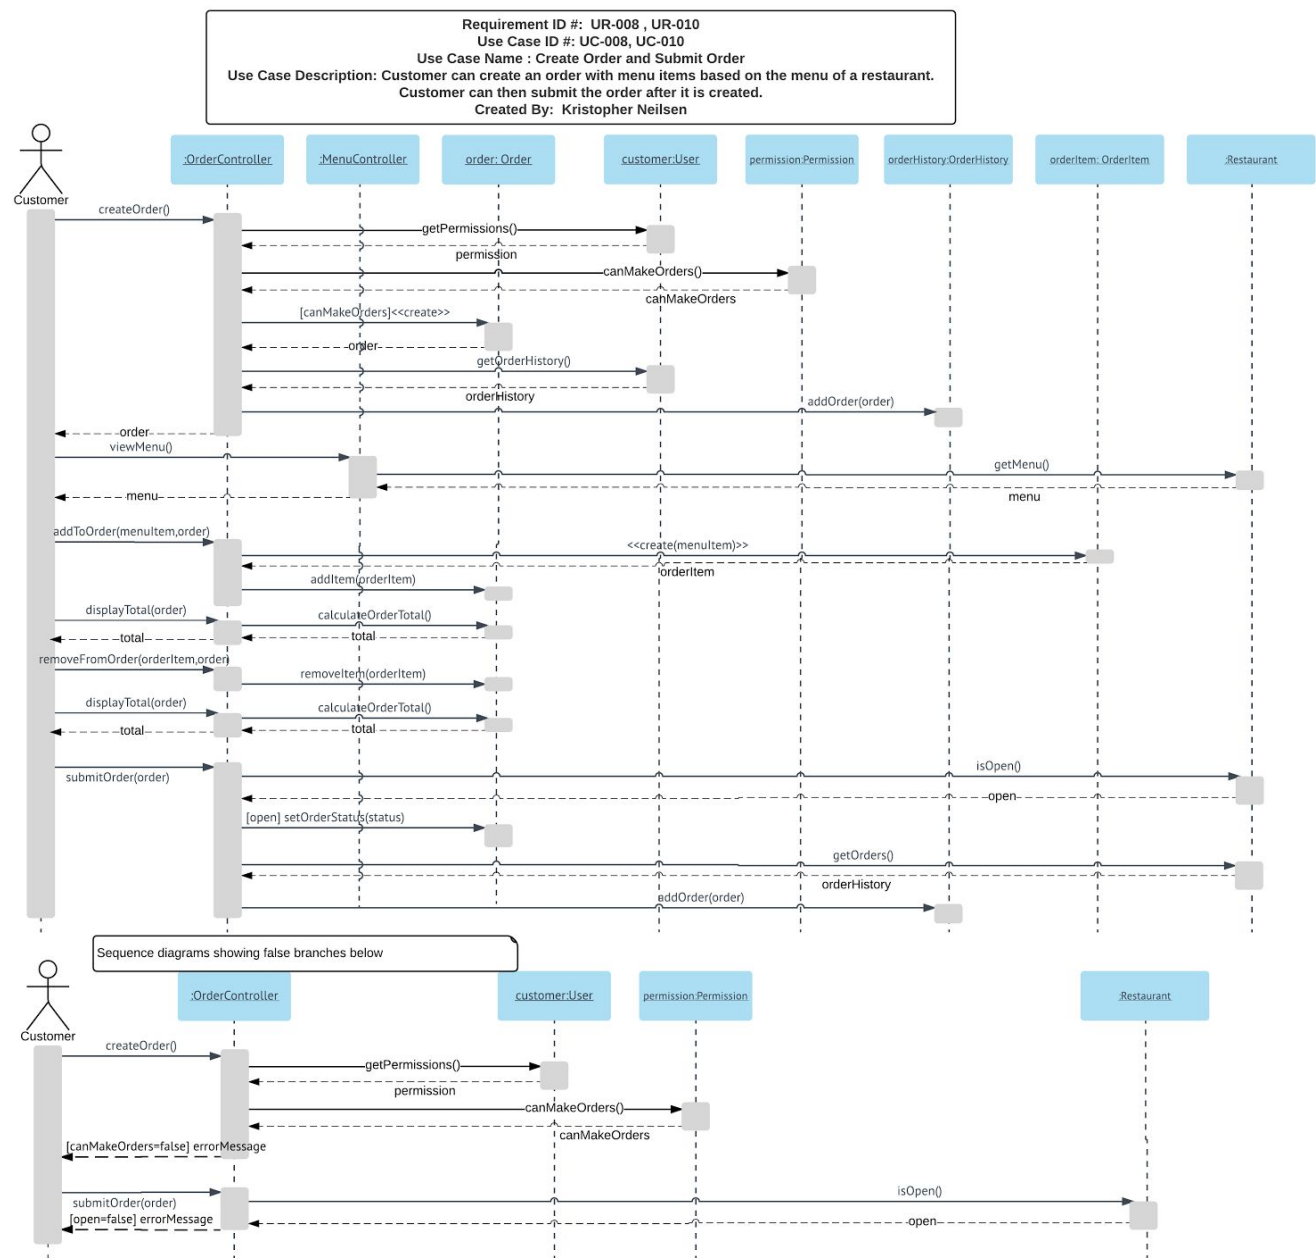 Requirement ID #:  UR-008 , UR-010
Use Case ID #: UC-008, UC-010
Use Case Name : Create Order and Submit Order
Use Case Description: Customer can create an order with menu items based on the menu of a restaurant.
Customer can then submit the order after it is created.
Created By:  Kristopher Neilsen
:OrderController
:MenuController
order: Order
customer:User
permission:Permission
orderHistory:OrderHistory
orderItem: OrderItem
:Restaurant
Customer
createOrder()
getPermissions()
permission
canMakeOrders()
canMakeOrders
[canMakeOrders]<<create>>
order
getOrderHistory()
orderHistory
addOrder(order)
order
viewMenu()
getMenu()
menu
menu
addToOrder(menuItem,order)
<<create(menuItem)>>
orderItem
addItem(orderItem)
displayTotal(order)
calculateOrderTotal()
total
total
removeFromOrder(orderItem,order)
removeItem(orderItem)
displayTotal(order)
calculateOrderTotal()
total
total
submitOrder(order)
isOpen()
open
[open] setOrderStatus(status)
getOrders()
orderHistory
addOrder(order)
Sequence diagrams showing false branches below
:OrderController
customer:User
permission:Permission
:Restaurant
Customer
createOrder()
getPermissions()
permission
canMakeOrders()
canMakeOrders
[canMakeOrders=false] errorMessage
submitOrder(order)
isOpen()
[open=false] errorMessage
open